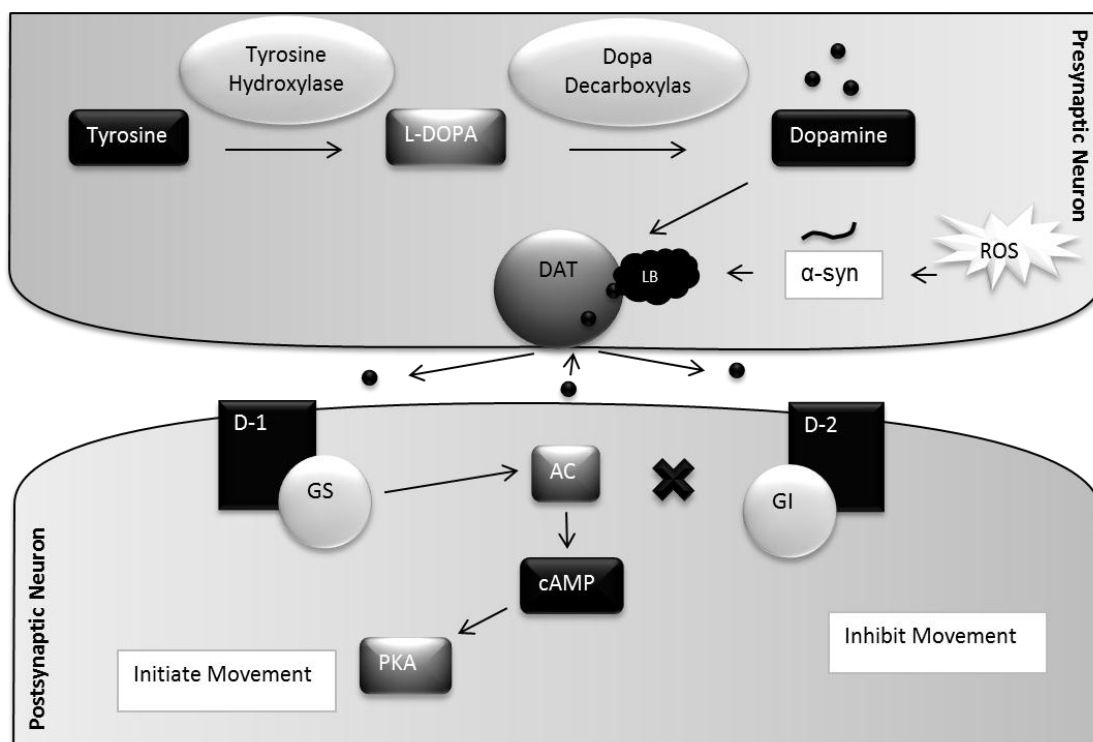 Tyrosine
Hydroxylase
Dopa
Decarboxylas
Presynaptic Neuron
Tyrosine
L-DOPA
Dopamine
DAT
LB
α-syn
ROS
D-1
D-2
GS
AC
GI
cAMP
PKA
Initiate Movement
Inhibit Movement
Postsynaptic Neuron